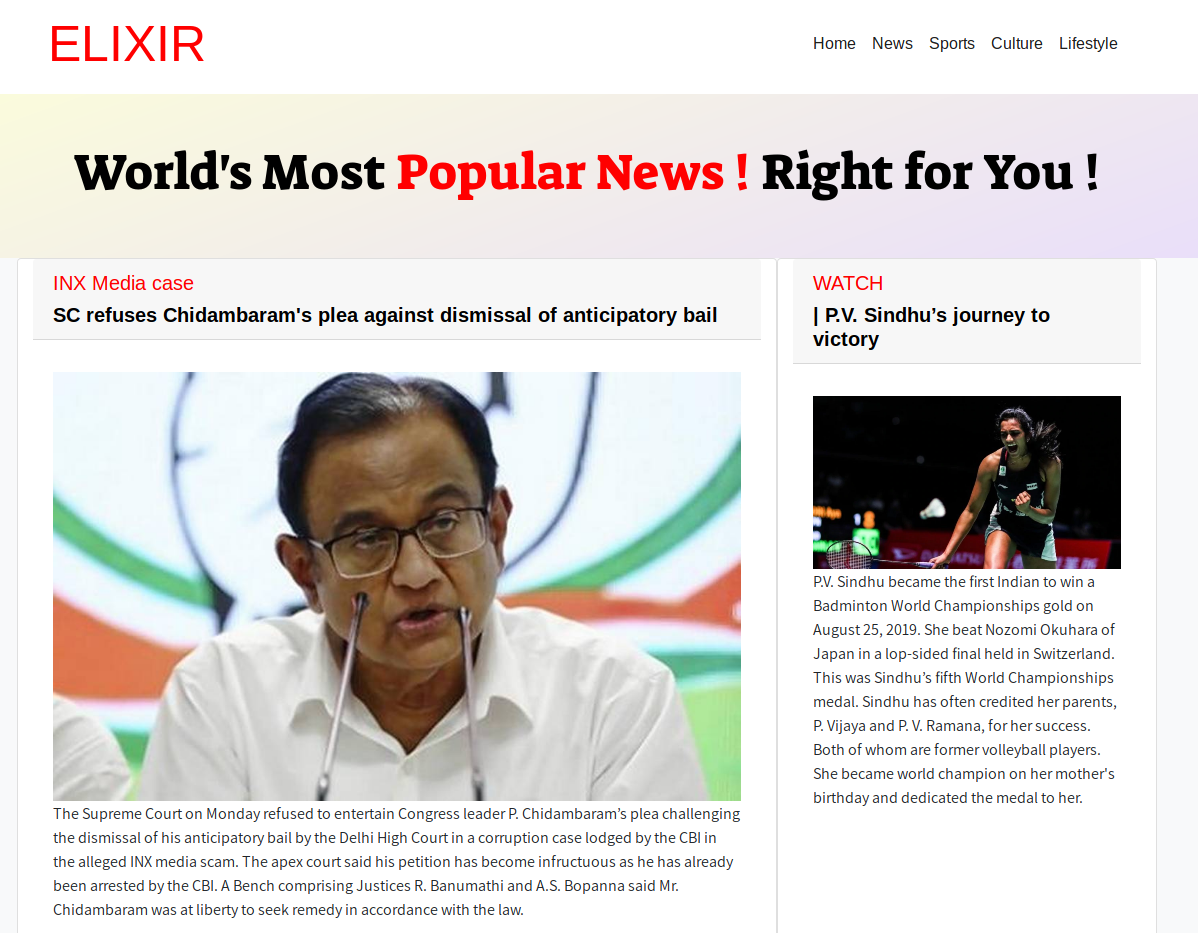 ELIXIR
Home News Sports Culture Lifestyle
World's Most Popular News ! Right for You !
INX Media case
SC refuses Chidambaram's plea against dismissal of anticipatory bail
The Supreme Court on Monday refused to entertain Congress leader P. Chidambaram’s plea challenging
the dismissal of his anticipatory bail by the Delhi High Court in a corruption case lodged by the CBI in
the alleged INX media scam. The apex court said his petition has become infructuous as he has already
been arrested by the CBI. A Bench comprising Justices R. Banumathi and A.S. Bopanna said Mr.
Chidambaram was at liberty to seek remedy in accordance with the law.
WATCH
| P.V. Sindhu’s journey to
victory
P.V. Sindhu became the first Indian to win a
Badminton World Championships gold on
August 25, 2019. She beat Nozomi Okuhara of
Japan in a lop-sided final held in Switzerland.
This was Sindhu’s fifth World Championships
medal. Sindhu has often credited her parents,
P. Vijaya and P. V. Ramana, for her success.
Both of whom are former volleyball players.
She became world champion on her mother's
birthday and dedicated the medal to her.